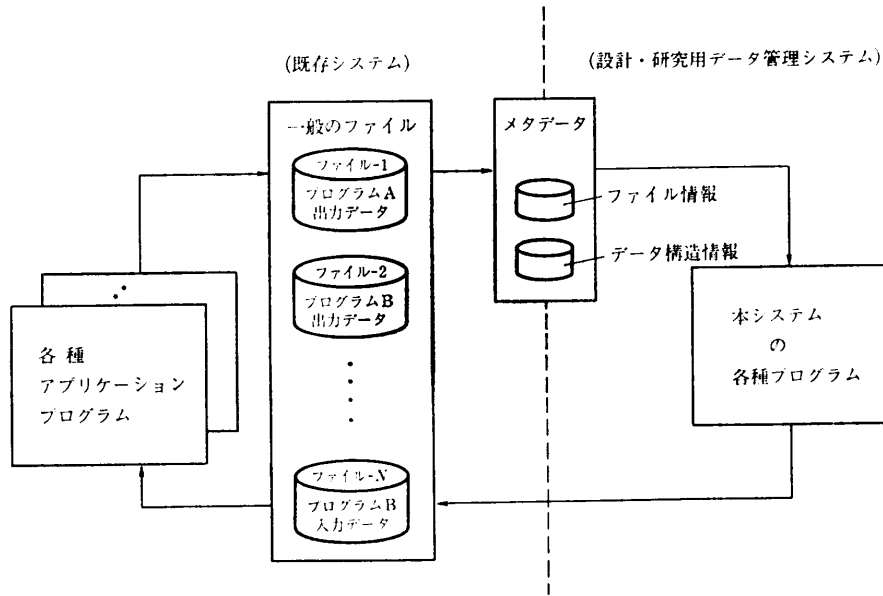 (既存システム)
(設計・研究用データ管理システム)
一般のファイル
ファイル-1
プログラムA
出力データ
ファイル-2
プログラムB
出力データ
ファイル-N
プログラムB
入力データ
メタデータ
ファイル情報
データ構造情報
各種
アプリケーション
プログラム
本システム
の
各種プログラム